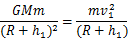 GMm/(R + h₁)² = mv₁²/(R + h₁)